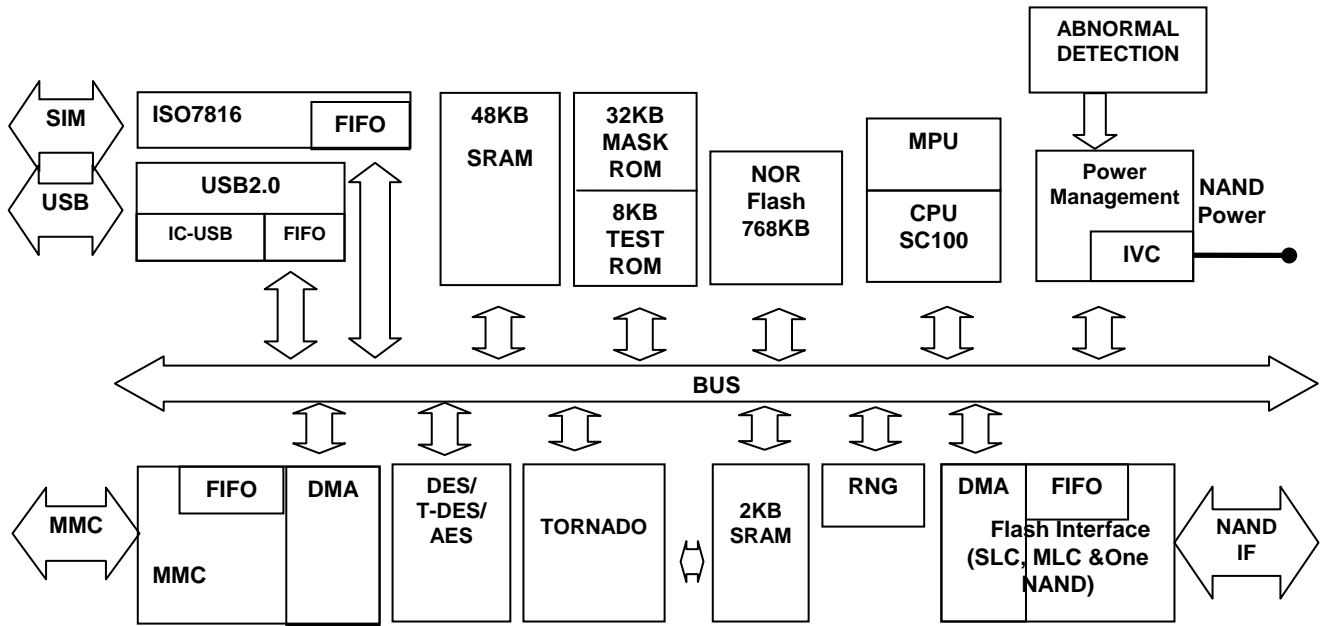 ABNORMAL
DETECTION
SIM
ISO7816
FIFO
USB
USB2.0
IC-USB
FIFO
48KB
SRAM
32KB
MASK
ROM
8KB
TEST
ROM
NOR
Flash
768KB
MPU
CPU
SC100
Power
Management
IVC
NAND
Power
BUS
MMC
FIFO
DMA
MMC
DES/
T-DES/
AES
TORNADO
2KB
SRAM
RNG
DMA
FIFO
Flash Interface
(SLC, MLC &One
NAND)
NAND
IF